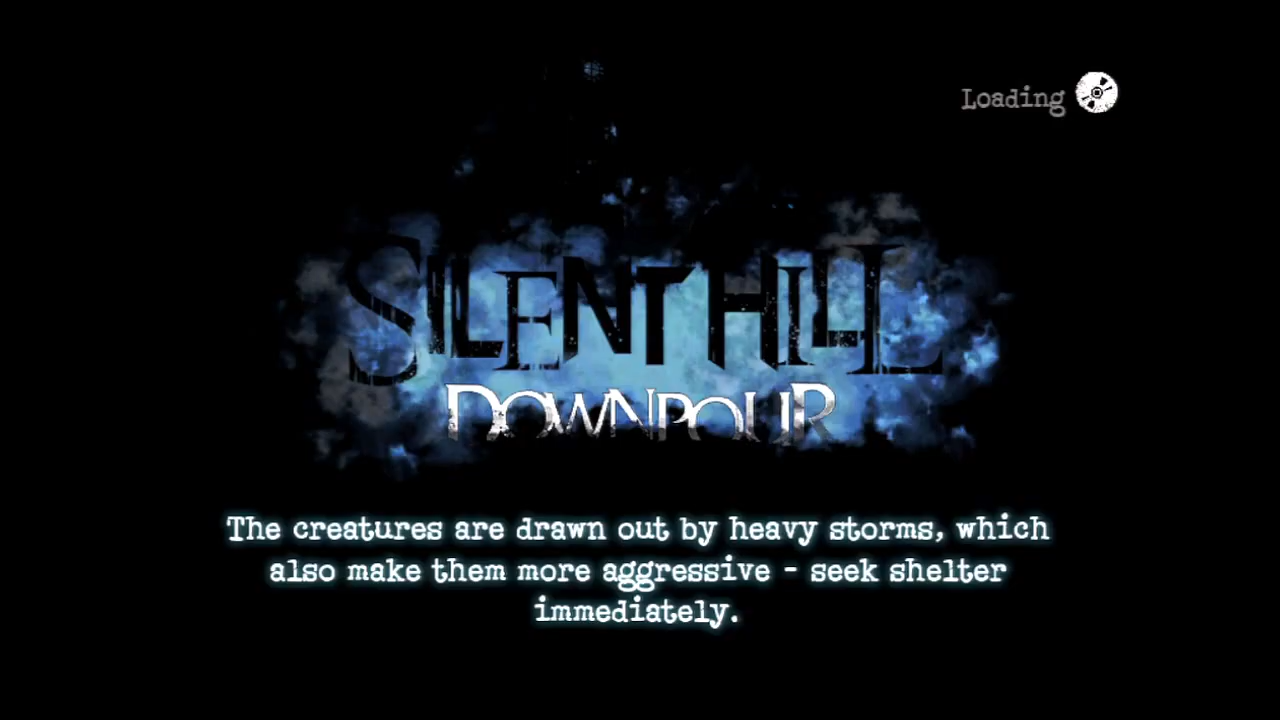 Loading
SILENT HILL
DOWNPOUR
The creatures are drawn out by heavy storms, which
also make them more aggressive - seek shelter
immediately.